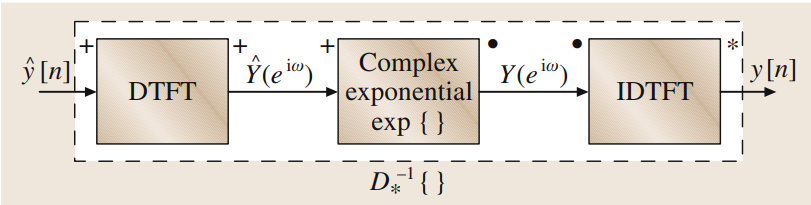 + + + • • *
ŷ[n] DTFT Ŷ(e^{iω}) Complex exponential exp { } Y(e^{iω}) IDTFT y[n]
D_*^{-1}{ }